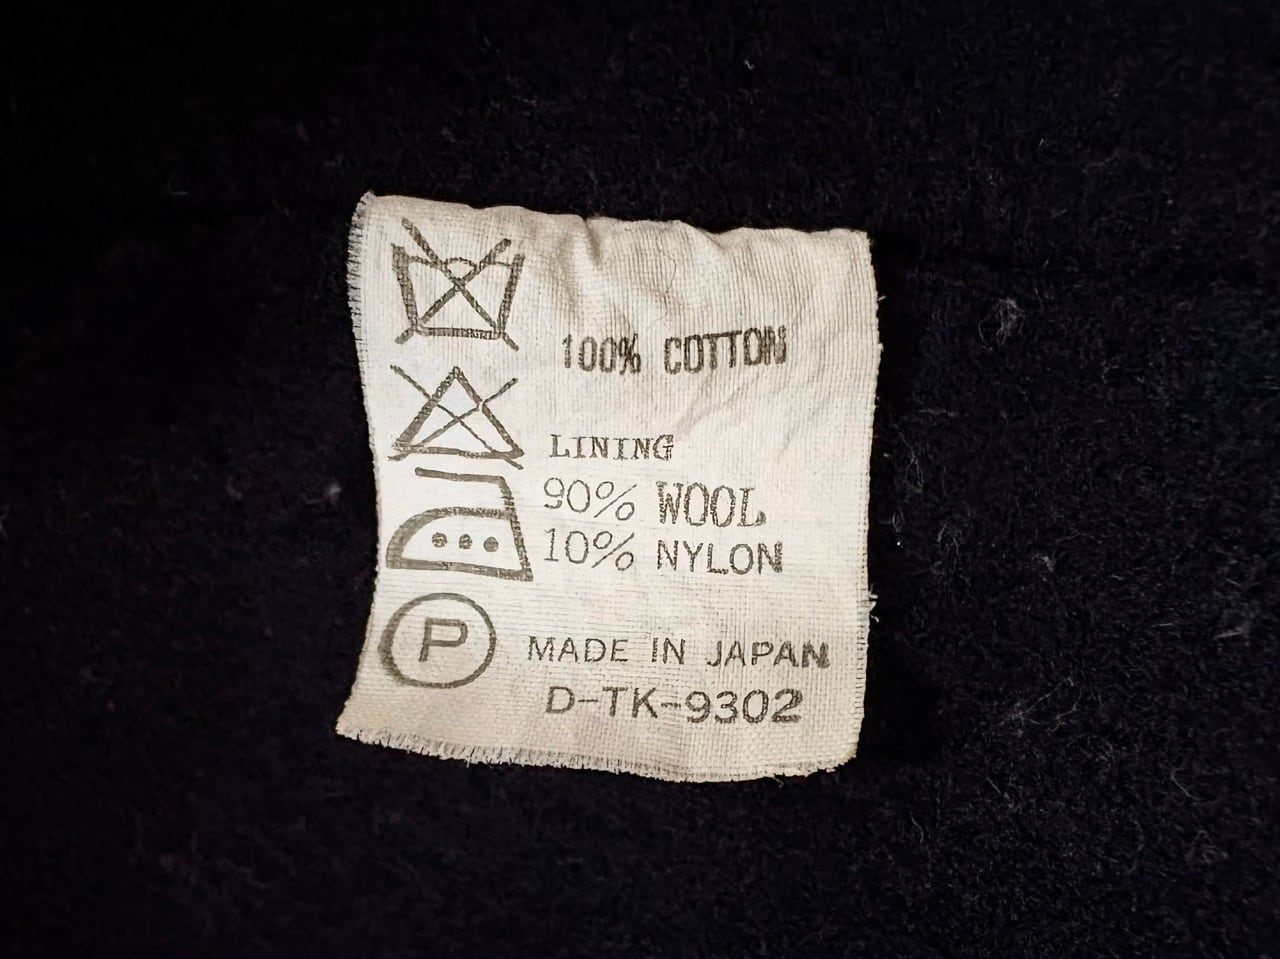 100% COTTON
LINING
90% WOOL
10% NYLON
P
MADE IN JAPAN
D-TK-9302